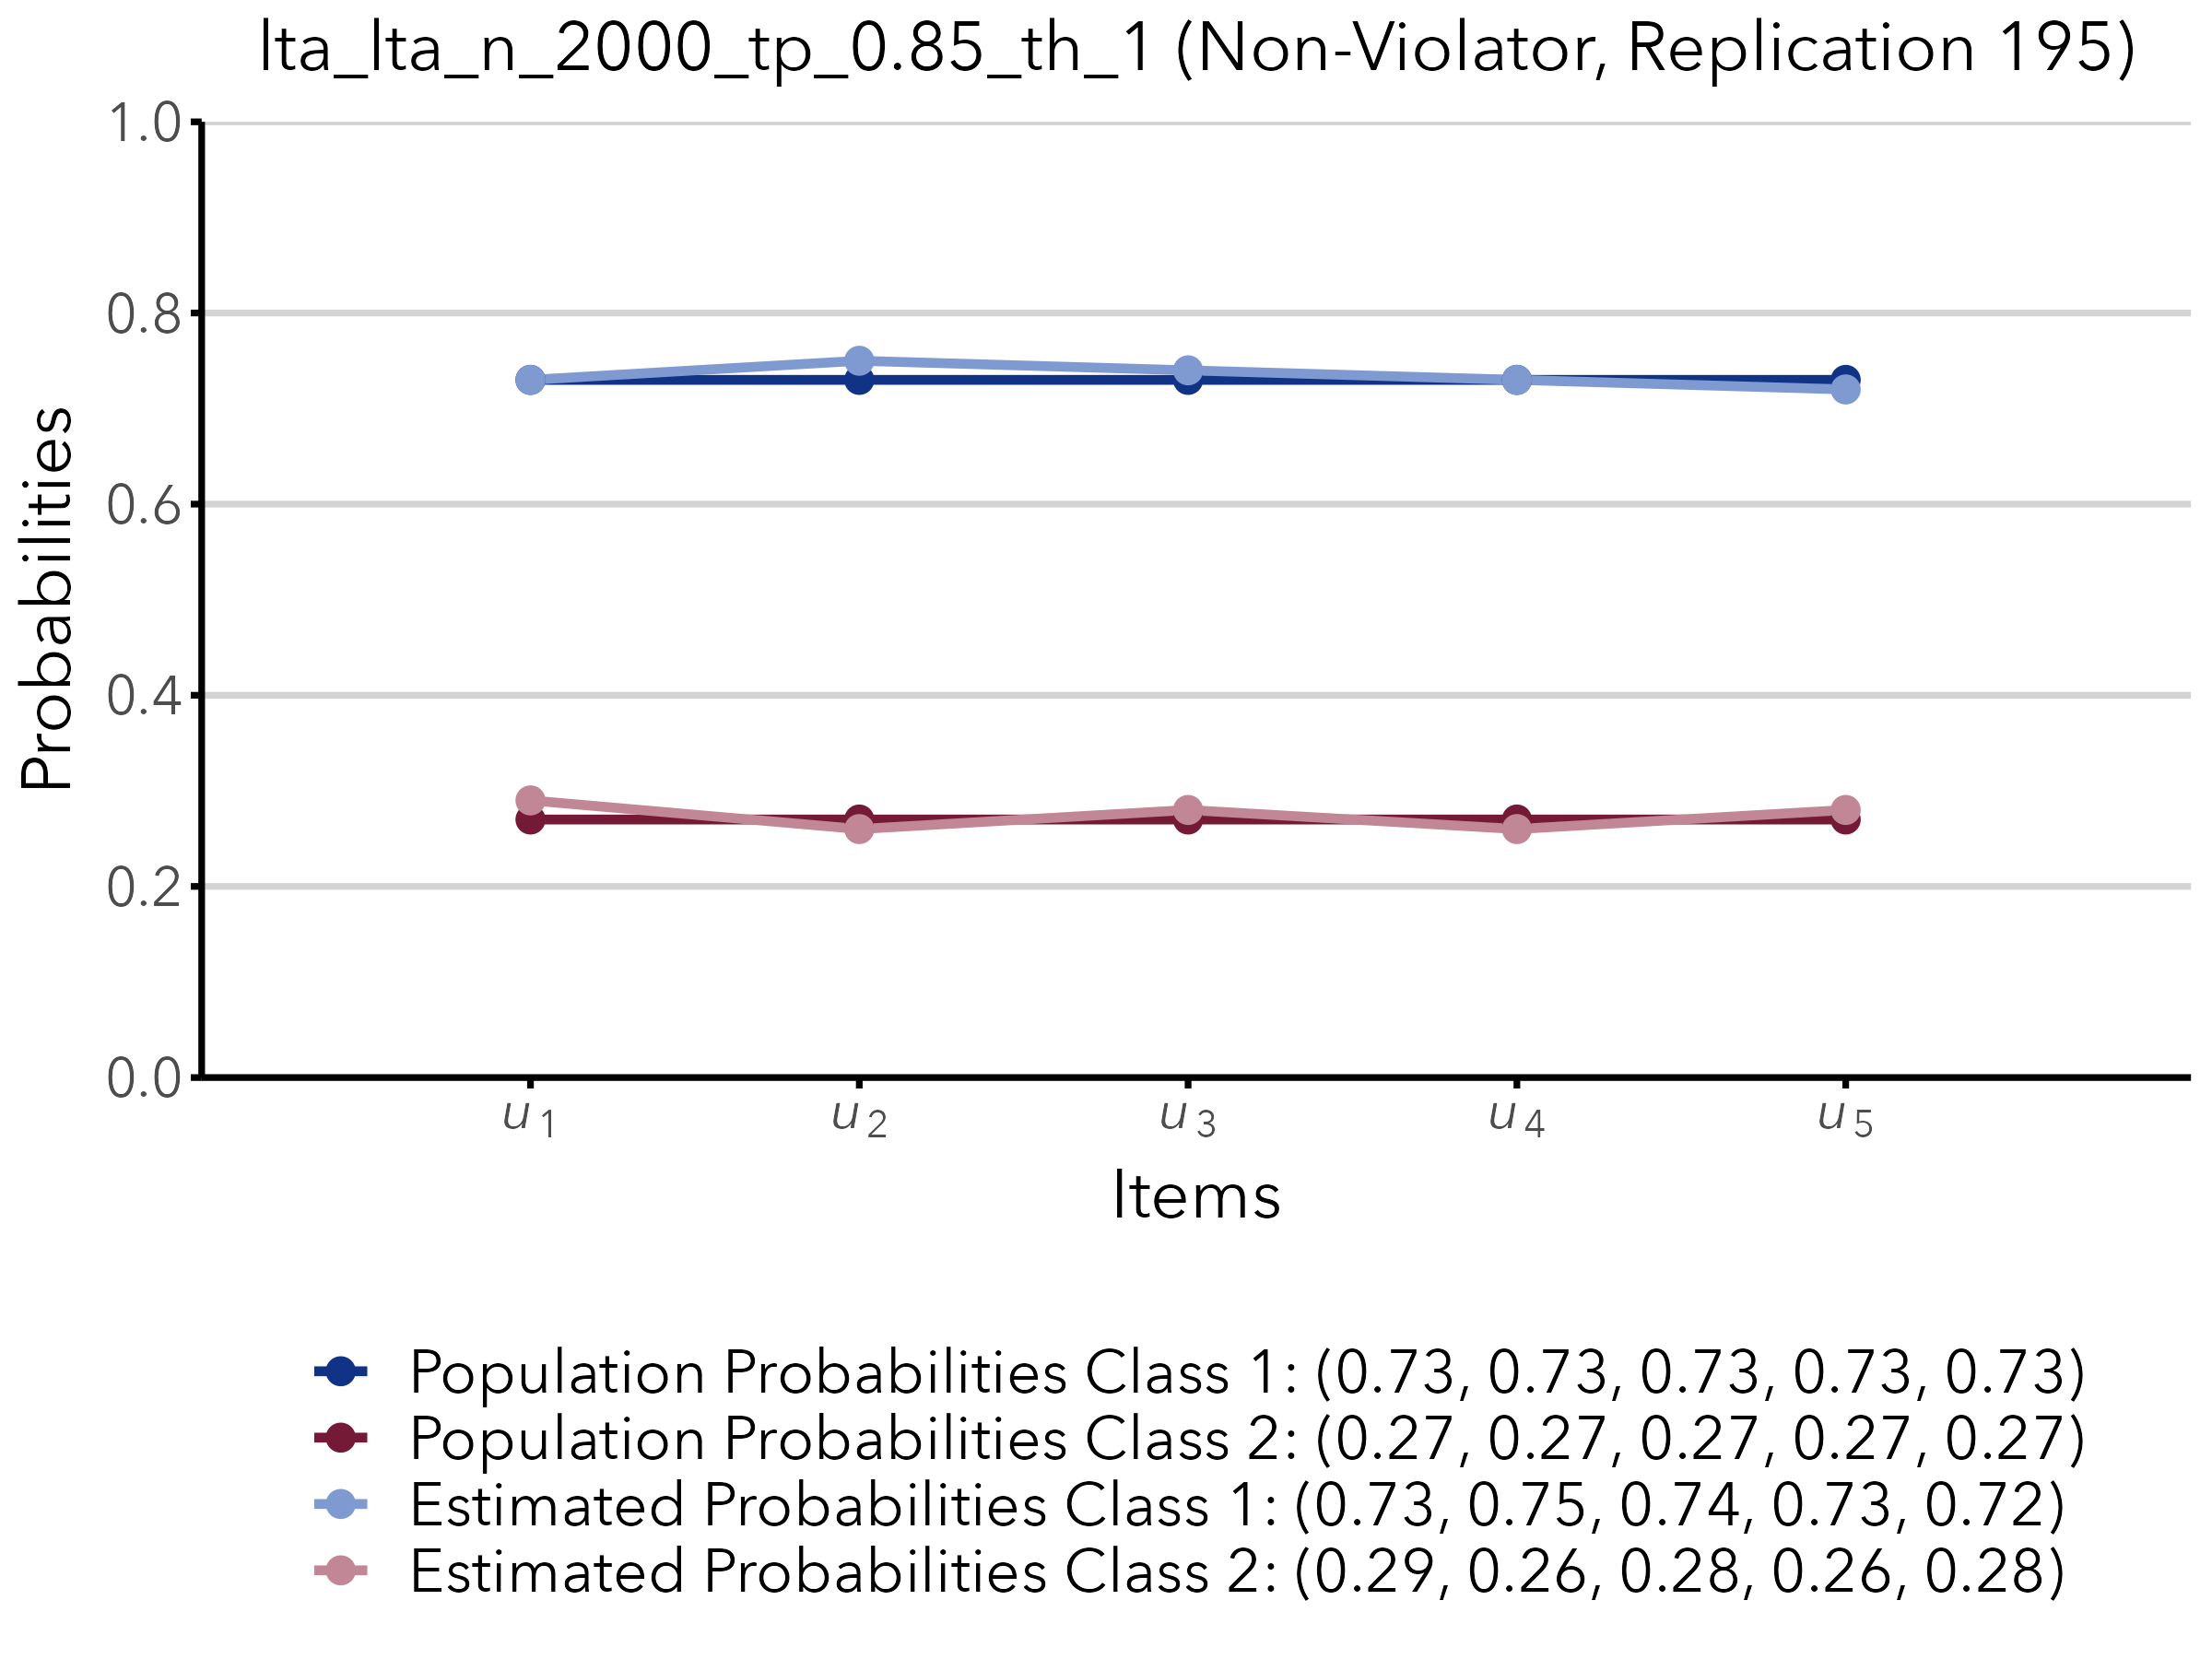 lta_lta_n_2000_tp_0.85_th_1 (Non-Violator, Replication 195)
1.0
0.8
0.6
0.4
0.2
0.0
Probabilities
u1
u2
u3
u4
u5
Items
Population Probabilities Class 1: (0.73, 0.73, 0.73, 0.73, 0.73)
Population Probabilities Class 2: (0.27, 0.27, 0.27, 0.27, 0.27)
Estimated Probabilities Class 1: (0.73, 0.75, 0.74, 0.73, 0.72)
Estimated Probabilities Class 2: (0.29, 0.26, 0.28, 0.26, 0.28)